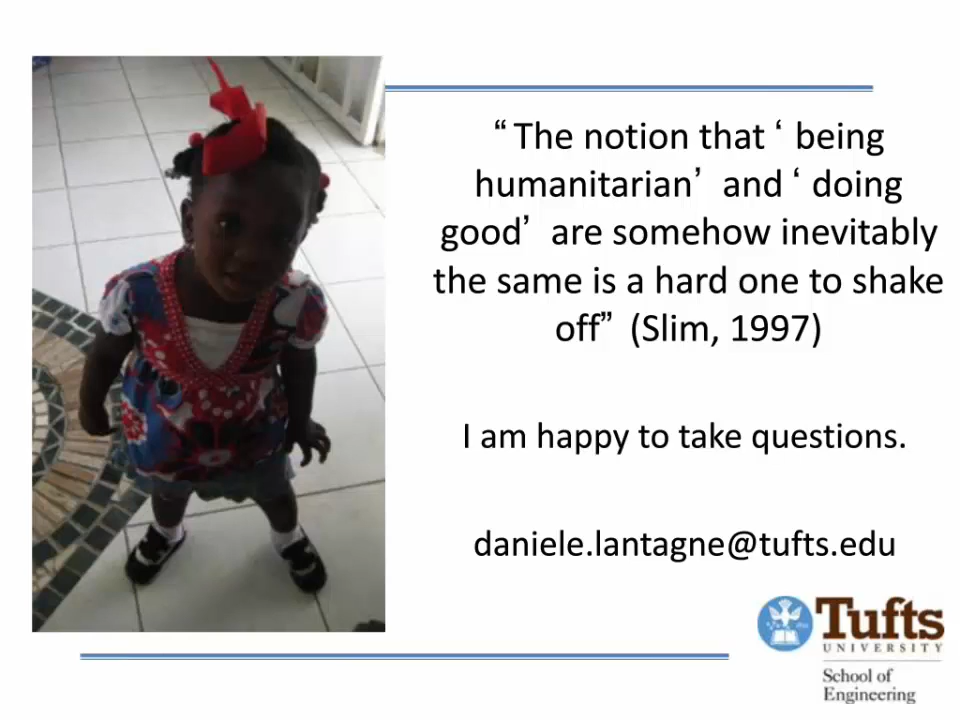 “The notion that ‘being
humanitarian’ and ‘doing
good’ are somehow inevitably
the same is a hard one to shake
off” (Slim, 1997)
I am happy to take questions.
daniele.lantagne@tufts.edu
Tufts
UNIVERSITY
School of
Engineering